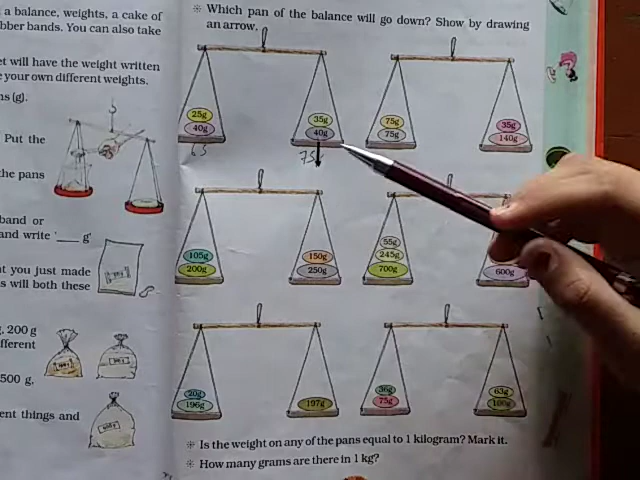 a balance, weights, a cake of
bber bands. You can also take
et will have the weight written
e your own different weights.
ns (g).
Put the
the pans
band or
and write '___ g'
t you just made
s will both these
g, 200 g
fferent
500 g,
ent things and
Which pan of the balance will go down? Show by drawing
an arrow.
25g
40g
65
35g
40g
75
75g
75g
35g
140g
105g
200g
150g
250g
55g
245g
700g
600g
20g
196g
197g
36g
75g
63g
100g
Is the weight on any of the pans equal to 1 kilogram? Mark it.
How many grams are there in 1 kg?